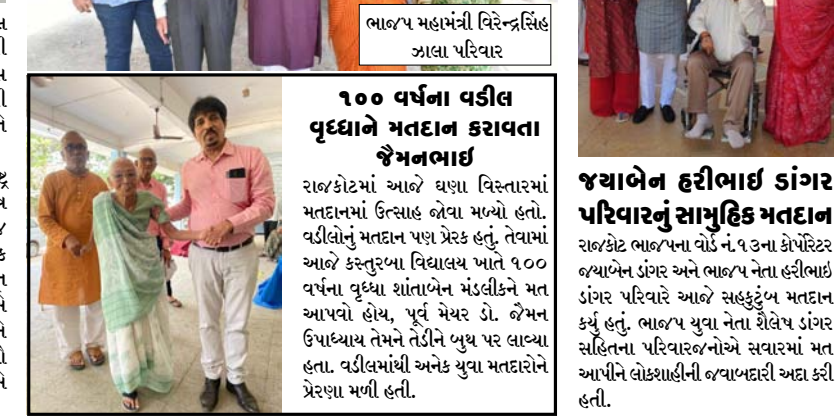 ભાજપ મહામંત્રી વિરેન્દ્રસિંહ
ઝાલા પરિવાર
૧૦૦ વર્ષના વડીલ
વૃધ્ધાને મતદાન કરાવતા
જૈમનભાઇ
રાજકોટમાં આજે ઘણા વિસ્તારમાં
મતદાનમાં ઉત્સાહ જોવા મળ્યો હતો.
વડીલોનું મતદાન પણ પ્રેરક હતું. તેવામાં
આજે કસ્તુરબા વિદ્યાલય ખાતે ૧૦૦
વર્ષના વૃધ્ધા શાંતાબેન મંડલીકને મત
આપવો હોય, પૂર્વ મેયર ડો. જૈમન
ઉપાધ્યાય તેમને તેડીને બુથ પર લાવ્યા
હતા. વડીલમાંથી અનેક યુવા મતદારોને
પ્રેરણા મળી હતી.
જયાબેન હરીભાઇ ડાંગર
પરિવારનું સામુહિક મતદાન
રાજકોટ ભાજપના વોર્ડ નં.૧૩ના કોર્પોરેટર
જયાબેન ડાંગર અને ભાજપ નેતા હરીભાઇ
ડાંગર પરિવારે આજે સહકુટુંબ મતદાન
કર્યુ હતું. ભાજપ યુવા નેતા શૈલેષ ડાંગર
સહિતના પરિવારજનોએ સવારમાં મત
આપીને લોકશાહીની જવાબદારી અદા કરી
હતી.